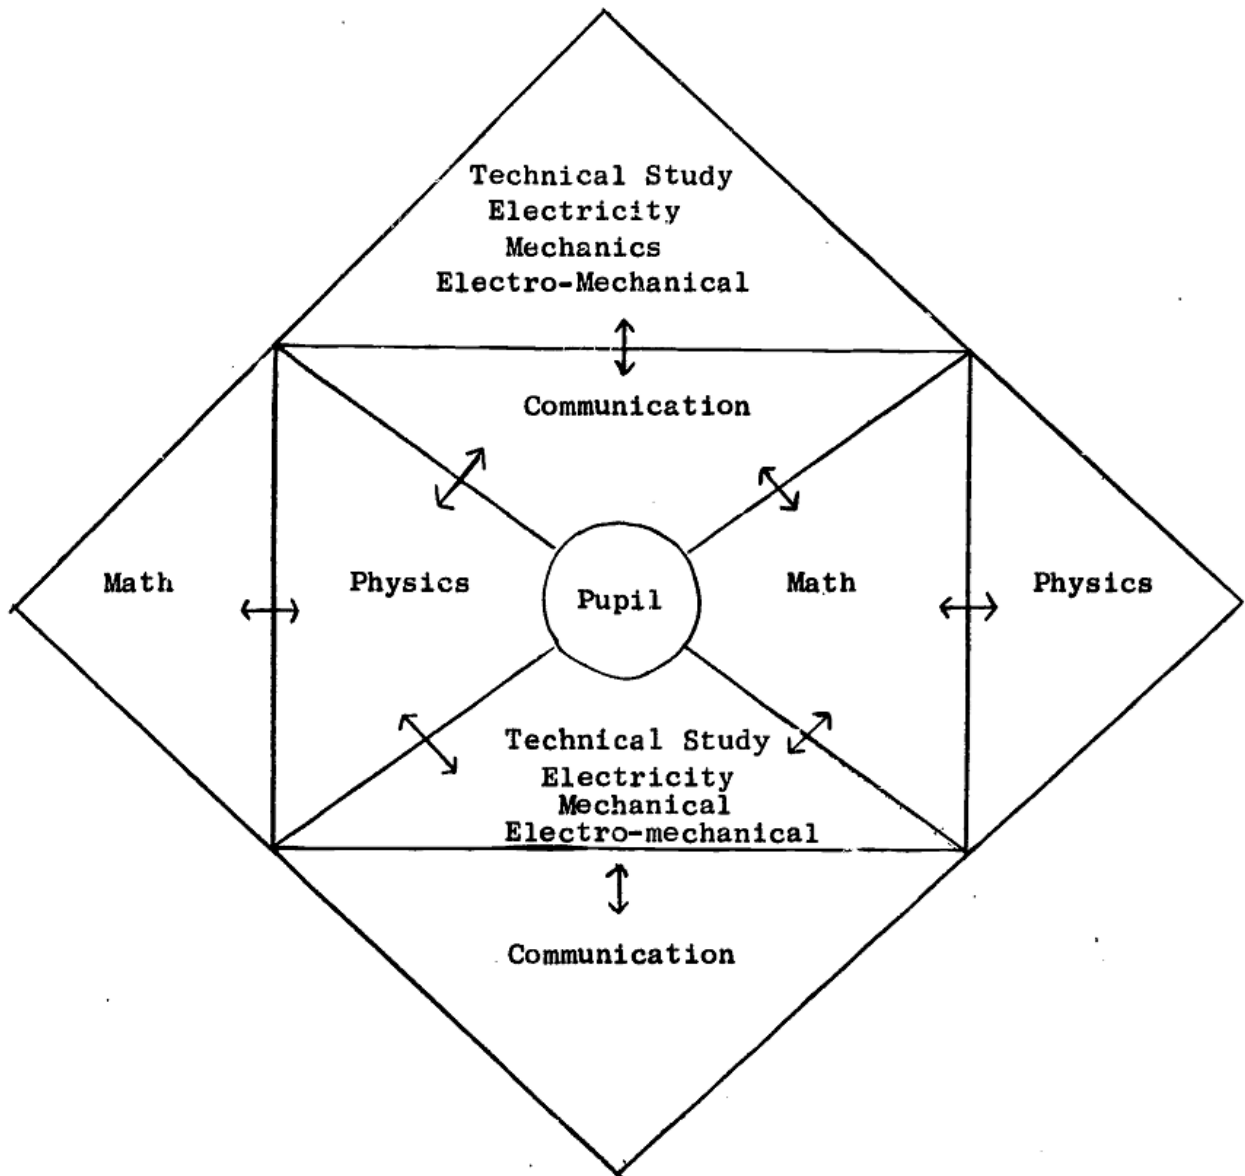 Technical Study
Electricity
Mechanics
Electro-Mechanical
Communication
Math
Physics
Pupil
Math
Physics
Technical Study
Electricity
Mechanical
Electro-mechanical
Communication